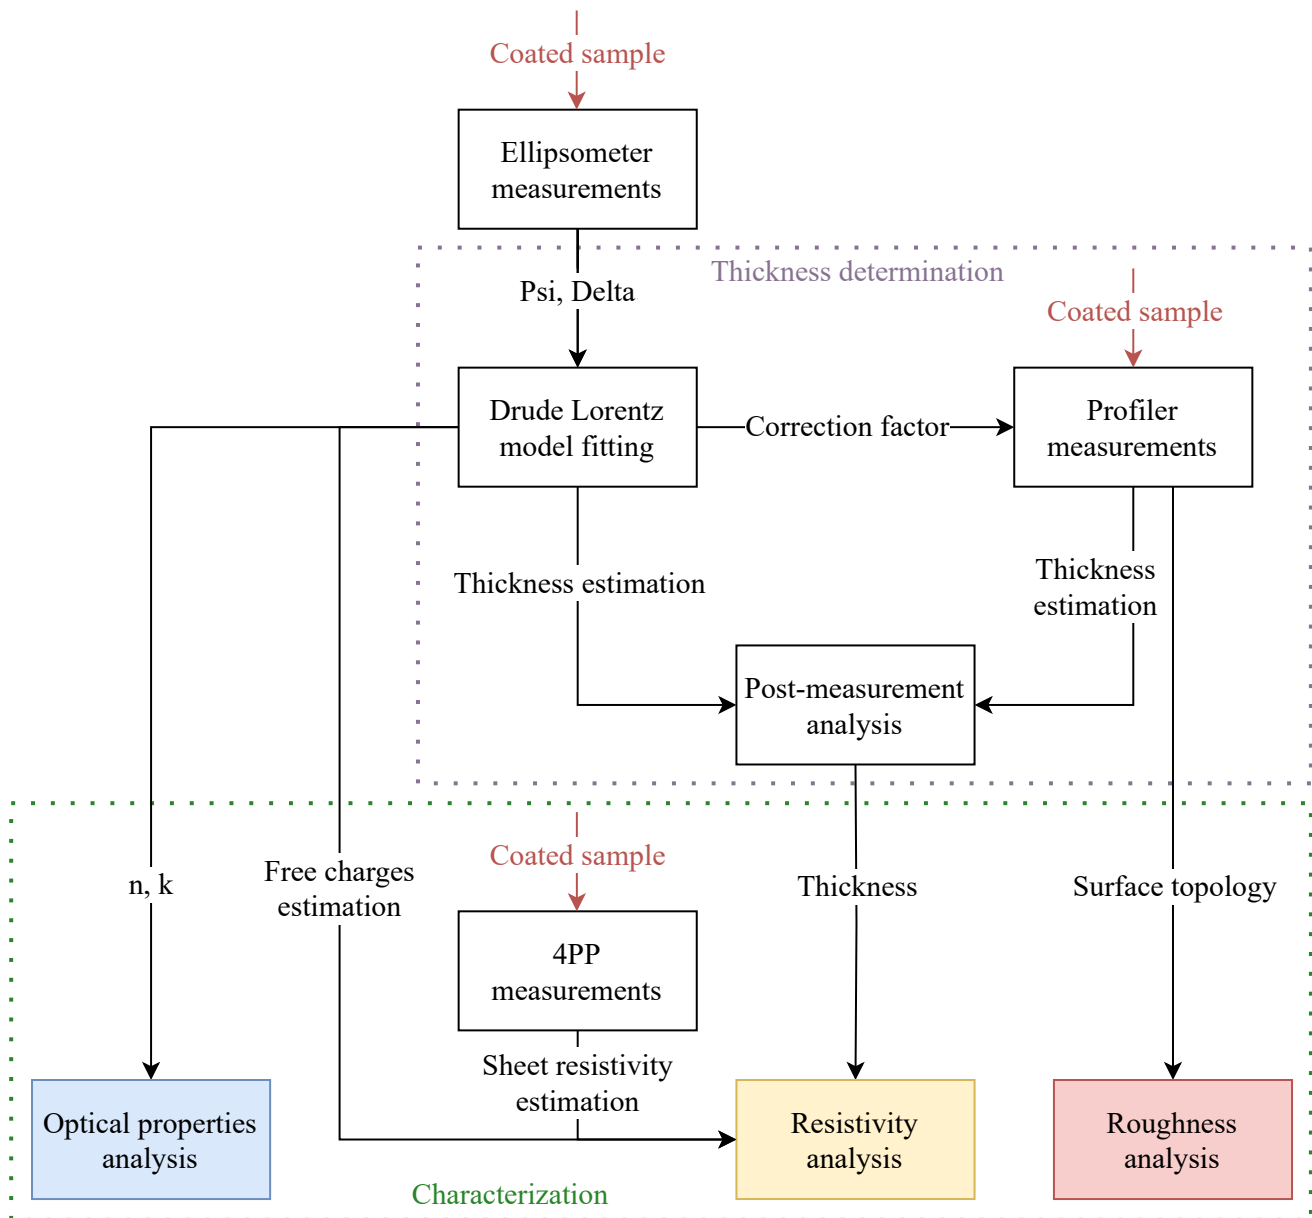 Coated sample
Ellipsometer
measurements
Thickness determination
Psi, Delta
Coated sample
Drude Lorentz
model fitting
Correction factor
Profiler
measurements
Thickness estimation
Thickness
estimation
Post-measurement
analysis
Coated sample
n, k
Free charges
estimation
Thickness
Surface topology
4PP
measurements
Sheet resistivity
estimation
Optical properties
analysis
Resistivity
analysis
Roughness
analysis
Characterization